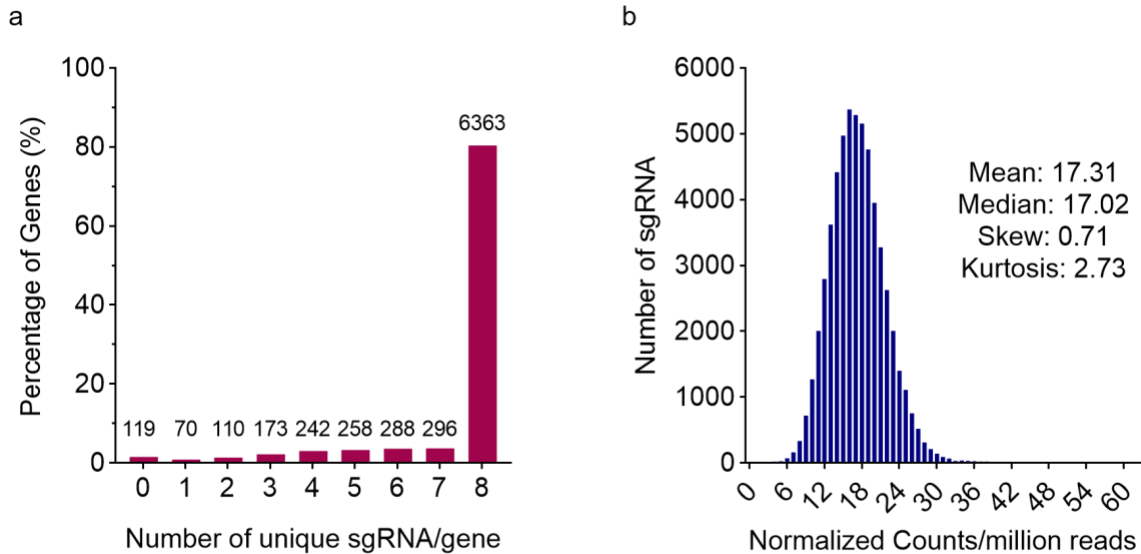 a
Percentage of Genes (%)
100
80
60
40
20
0
119
70
110
173
242
258
288
296
6363
0 1 2 3 4 5 6 7 8
Number of unique sgRNA/gene
b
Number of sgRNA
6000
5000
4000
3000
2000
1000
0
Mean: 17.31
Median: 17.02
Skew: 0.71
Kurtosis: 2.73
0 6 12 18 24 30 36 42 48 54 60
Normalized Counts/million reads